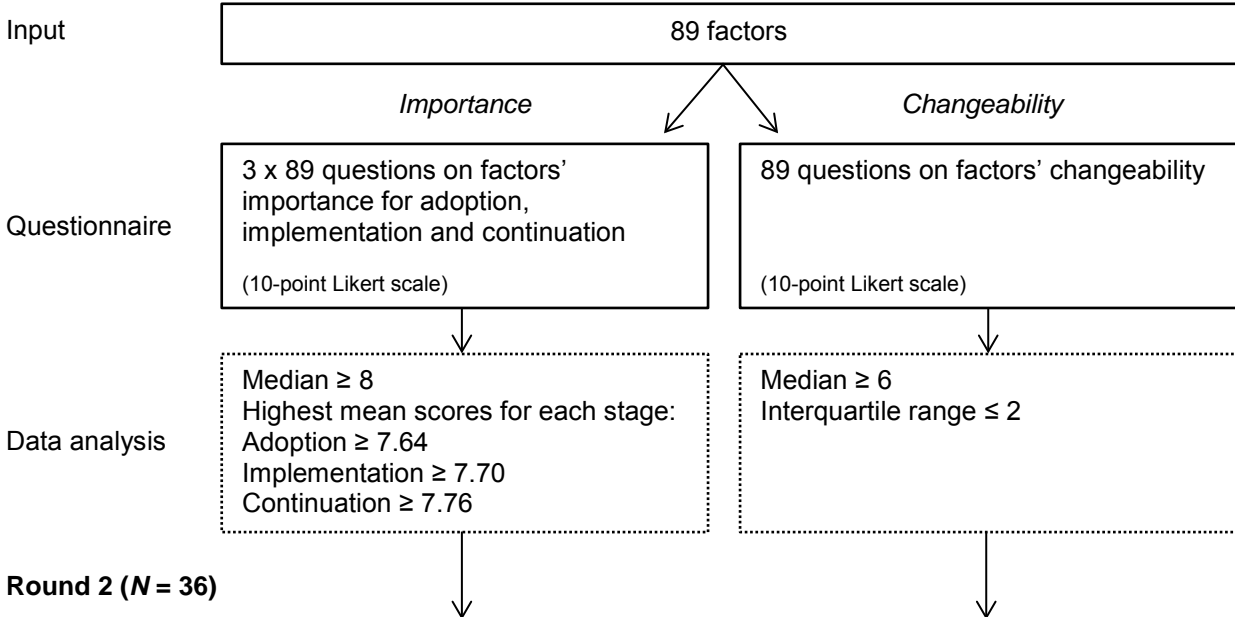 Input
89 factors
Importance
Changeability
Questionnaire
3 x 89 questions on factors’
importance for adoption,
implementation and continuation
(10-point Likert scale)
89 questions on factors’ changeability
(10-point Likert scale)
Data analysis
Median ≥ 8
Highest mean scores for each stage:
Adoption ≥ 7.64
Implementation ≥ 7.70
Continuation ≥ 7.76
Median ≥ 6
Interquartile range ≤ 2
Round 2 (N = 36)